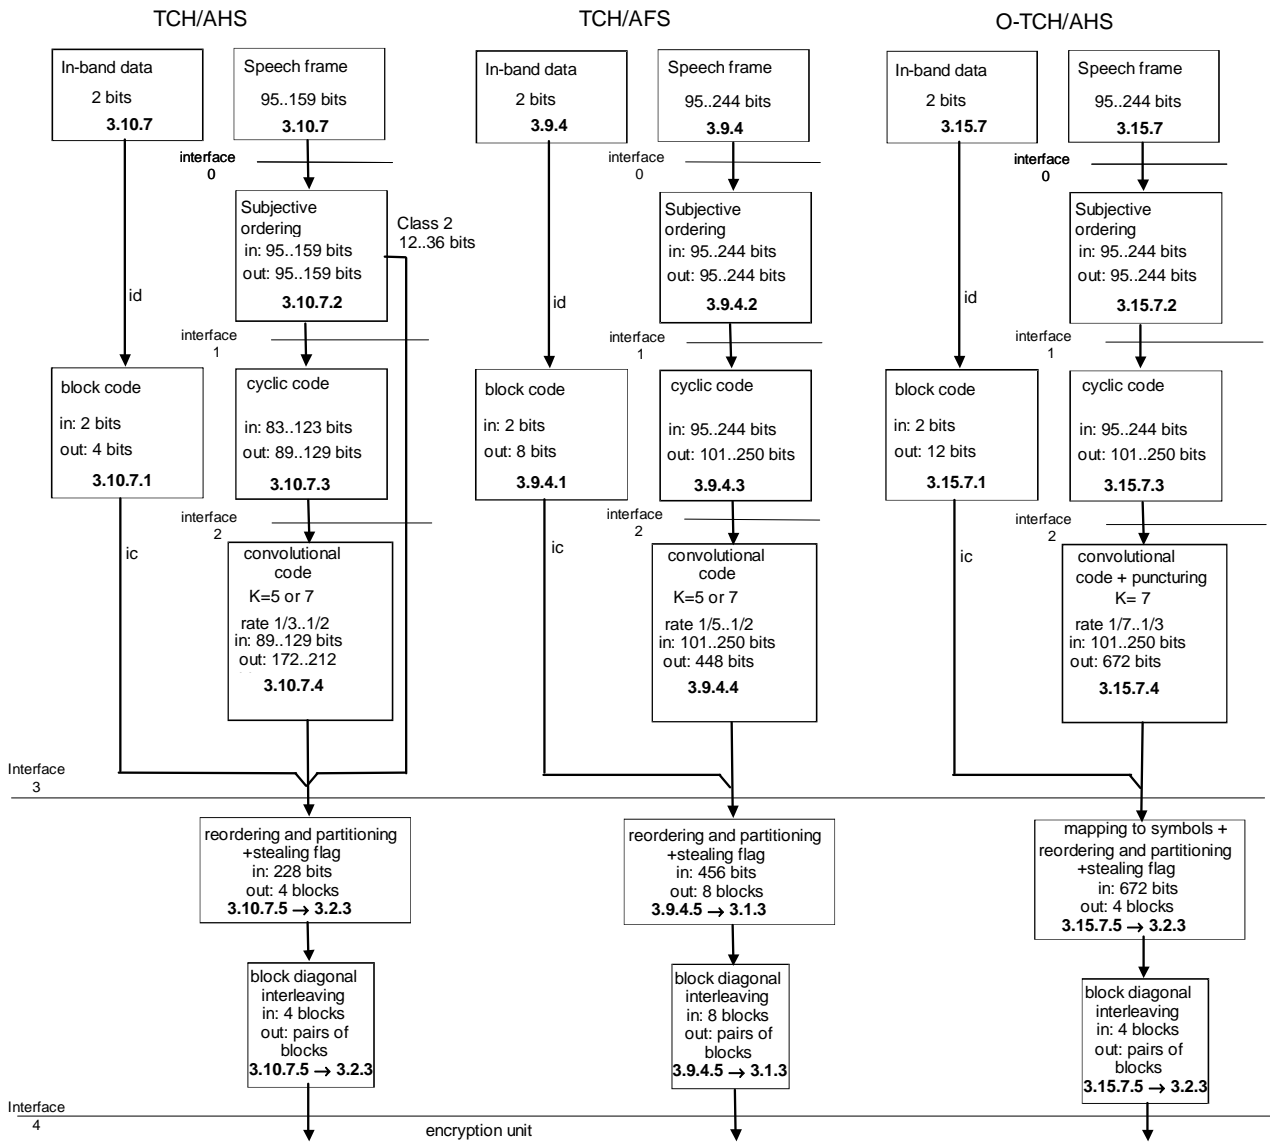 TCH/AHS
In-band data
2 bits
3.10.7
Speech frame
95..159 bits
3.10.7
interface
0
Subjective
ordering
in: 95..159 bits
out: 95..159 bits
3.10.7.2
Class 2
12..36 bits
id
interface
1
block code
in: 2 bits
out: 4 bits
3.10.7.1
cyclic code
in: 83..123 bits
out: 89..129 bits
3.10.7.3
interface
2
ic
convolutional
code
K=5 or 7
rate 1/3..1/2
in: 89..129 bits
out: 172..212
3.10.7.4
TCH/AFS
In-band data
2 bits
3.9.4
Speech frame
95..244 bits
3.9.4
interface
0
Subjective
ordering
in: 95..244 bits
out: 95..244 bits
3.9.4.2
id
interface
1
block code
in: 2 bits
out: 8 bits
3.9.4.1
cyclic code
in: 95..244 bits
out: 101..250 bits
3.9.4.3
interface
2
ic
convolutional
code
K=5 or 7
rate 1/5..1/2
in: 101..250 bits
out: 448 bits
3.9.4.4
O-TCH/AHS
In-band data
2 bits
3.15.7
Speech frame
95..244 bits
3.15.7
interface
0
Subjective
ordering
in: 95..244 bits
out: 95..244 bits
3.15.7.2
id
interface
1
block code
in: 2 bits
out: 12 bits
3.15.7.1
cyclic code
in: 95..244 bits
out: 101..250 bits
3.15.7.3
interface
2
ic
convolutional
code + puncturing
K= 7
rate 1/7..1/3
in: 101..250 bits
out: 672 bits
3.15.7.4
Interface
3
reordering and partitioning
+stealing flag
in: 228 bits
out: 4 blocks
3.10.7.5 → 3.2.3
block diagonal
interleaving
in: 4 blocks
out: pairs of
blocks
3.10.7.5 → 3.2.3
reordering and partitioning
+stealing flag
in: 456 bits
out: 8 blocks
3.9.4.5 → 3.1.3
block diagonal
interleaving
in: 8 blocks
out: pairs of
blocks
3.9.4.5 → 3.1.3
mapping to symbols +
reordering and partitioning
+stealing flag
in: 672 bits
out: 4 blocks
3.15.7.5 → 3.2.3
block diagonal
interleaving
in: 4 blocks
out: pairs of
blocks
3.15.7.5 → 3.2.3
Interface
4
encryption unit